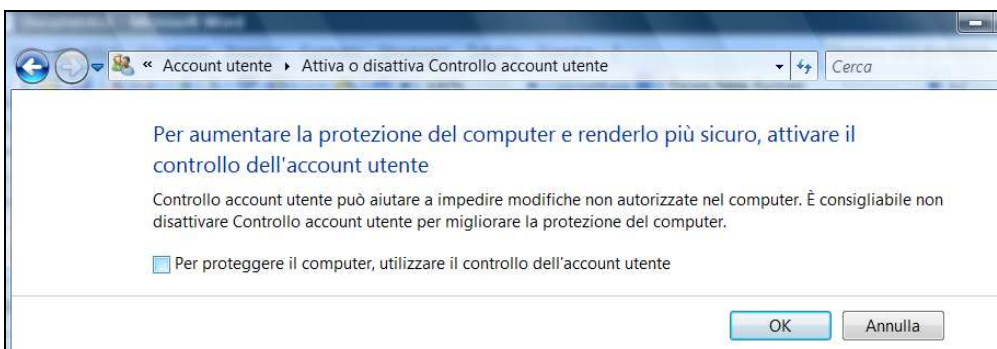 « Account utente ▸ Attiva o disattiva Controllo account utente
Cerca
Per aumentare la protezione del computer e renderlo più sicuro, attivare il
controllo dell'account utente
Controllo account utente può aiutare a impedire modifiche non autorizzate nel computer. È consigliabile non
disattivare Controllo account utente per migliorare la protezione del computer.
Per proteggere il computer, utilizzare il controllo dell'account utente
OK
Annulla